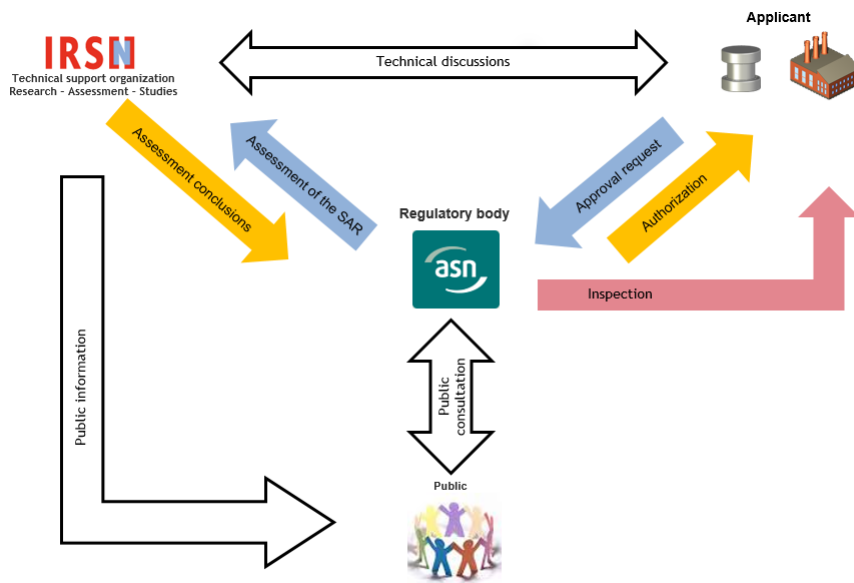 Applicant
IRSN
Technical support organization
Research - Assessment - Studies
Technical discussions
Assessment conclusions
Assessment of the SAR
Approval request
Authorization
Regulatory body
asn
Inspection
Public information
Public
consultation
Public